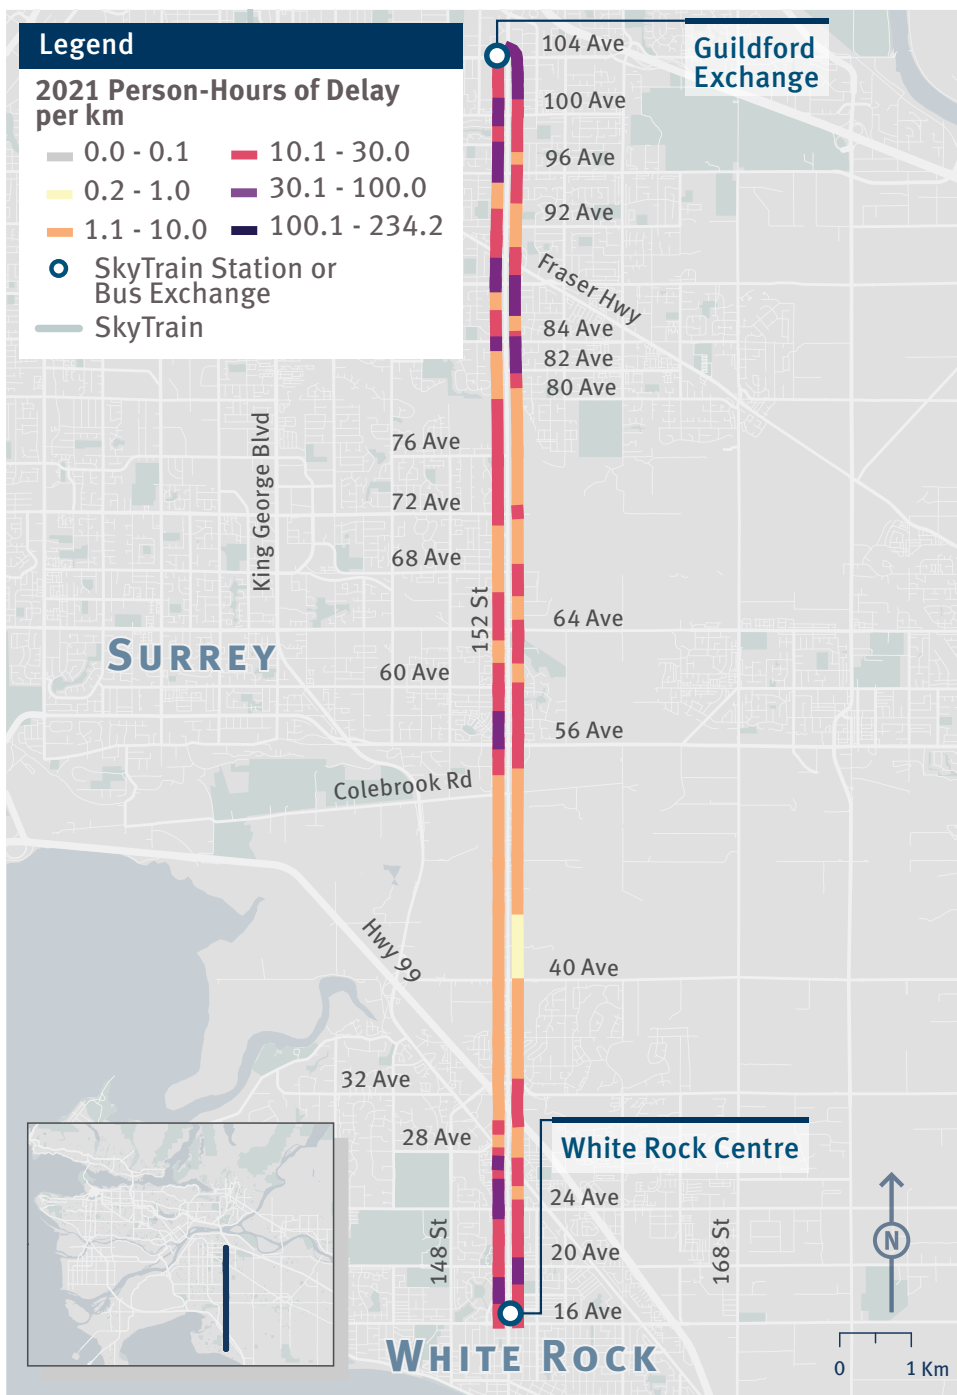 Legend
2021 Person-Hours of Delay
per km
0.0 - 0.1
10.1 - 30.0
0.2 - 1.0
30.1 - 100.0
1.1 - 10.0
100.1 - 234.2
SkyTrain Station or
Bus Exchange
SkyTrain
Guildford
Exchange
104 Ave
100 Ave
96 Ave
92 Ave
Fraser Hwy
84 Ave
82 Ave
80 Ave
King George Blvd
76 Ave
72 Ave
68 Ave
152 St
64 Ave
SURREY
60 Ave
56 Ave
Colebrook Rd
Hwy 99
40 Ave
32 Ave
28 Ave
White Rock Centre
24 Ave
148 St
20 Ave
168 St
N
16 Ave
WHITE ROCK
0 1 Km